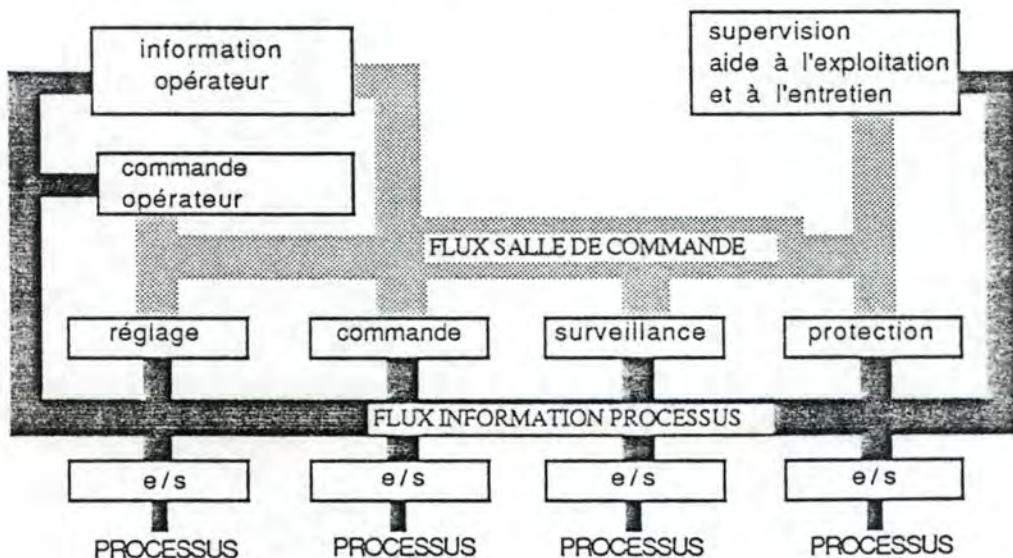 information
opérateur
supervision
aide à l'exploitation
et à l'entretien
commande
opérateur
FLUX SALLE DE COMMANDE
réglage
commande
surveillance
protection
FLUX INFORMATION PROCESSUS
e/s
e/s
e/s
e/s
PROCESSUS
PROCESSUS
PROCESSUS
PROCESSUS